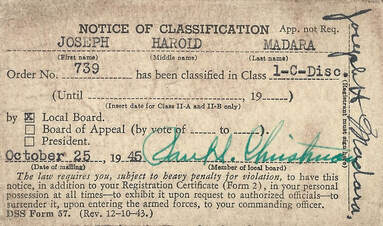 NOTICE OF CLASSIFICATION App. not Req.
JOSEPH HAROLD MADARA
(First name) (Middle name) (Last name)
Order No. 739 has been classified in Class 1-C-Disc.
(Until 19 )
(Insert date for Class II-A and II-B only)
by ☒ Local Board.
☐ Board of Appeal (by vote of to ).
☐ President.
October 25, 1945
(Date of mailing) (Member of local board)
The law requires you, subject to heavy penalty for violation, to have this
notice, in addition to your Registration Certificate (Form 2), in your personal
possession at all times—to exhibit it upon request to authorized officials—to
surrender it, upon entering the armed forces, to your commanding officer.
DSS Form 57. (Rev. 12-10-43.)
Joseph H Madara